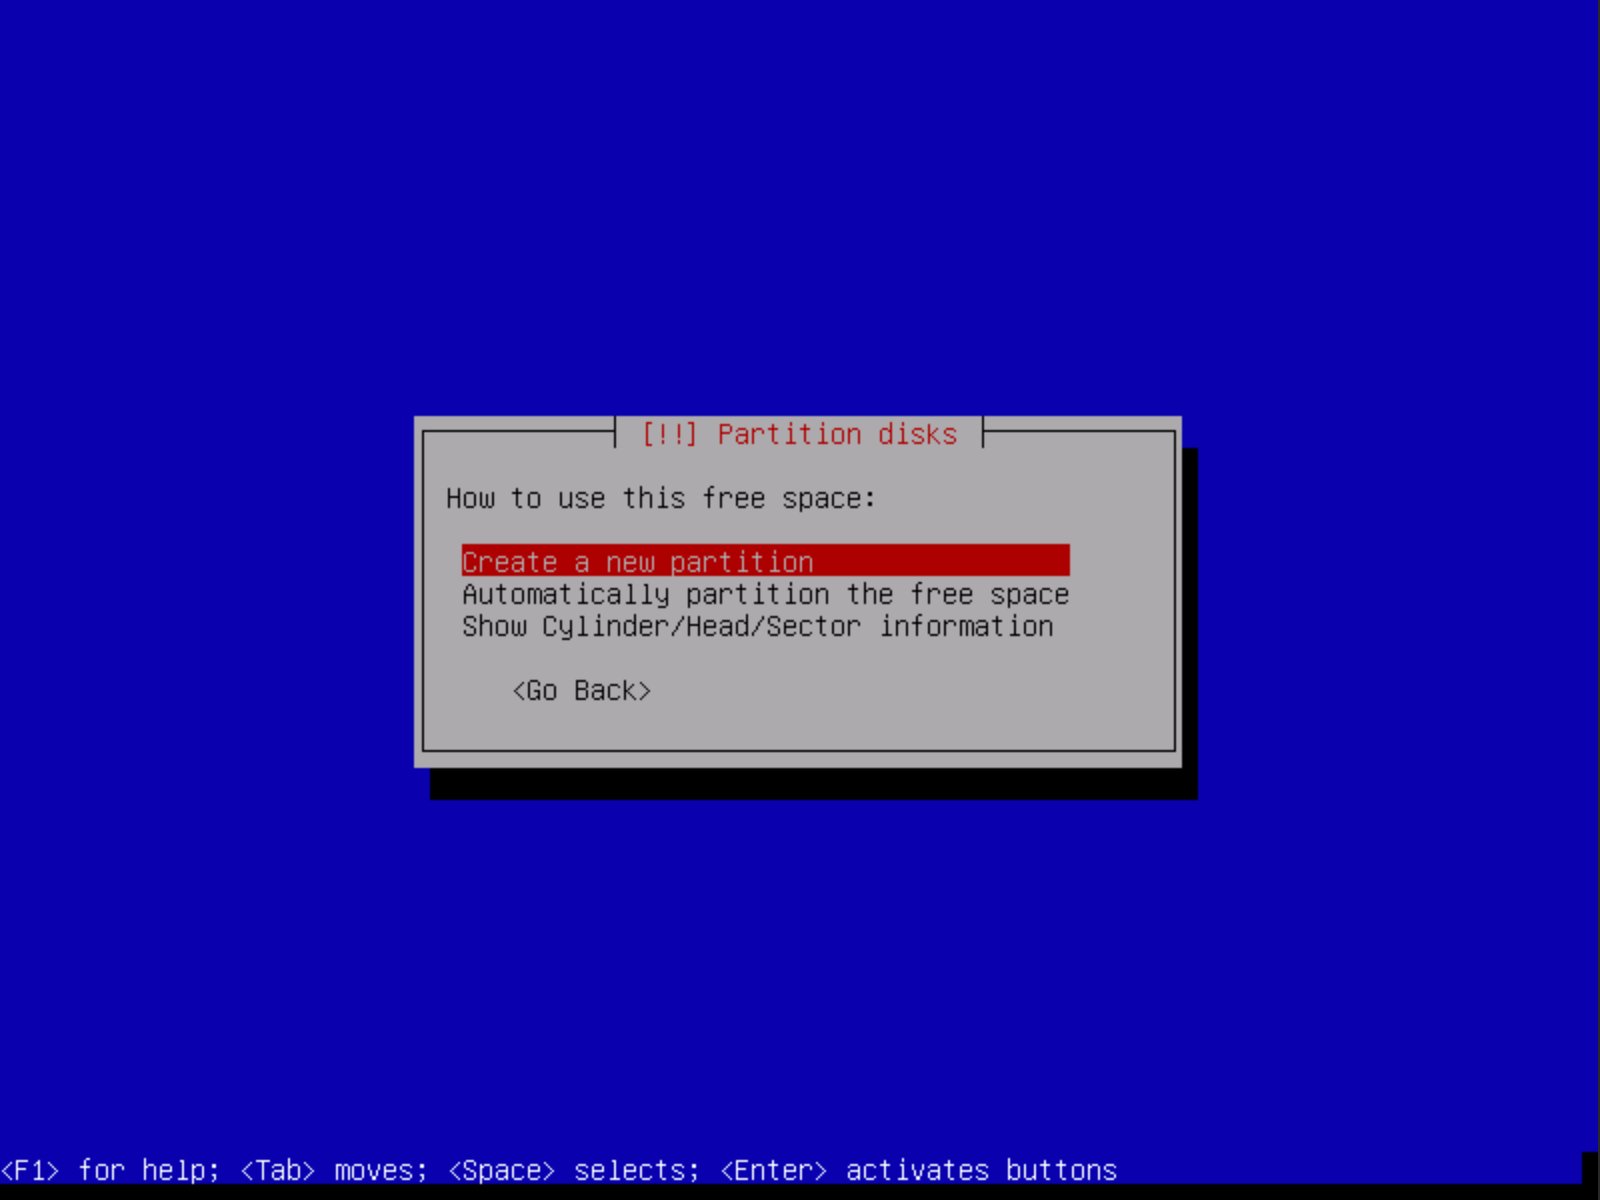 [!!] Partition disks
How to use this free space:
Create a new partition
Automatically partition the free space
Show Cylinder/Head/Sector information
<Go Back>
<F1> for help; <Tab> moves; <Space> selects; <Enter> activates buttons